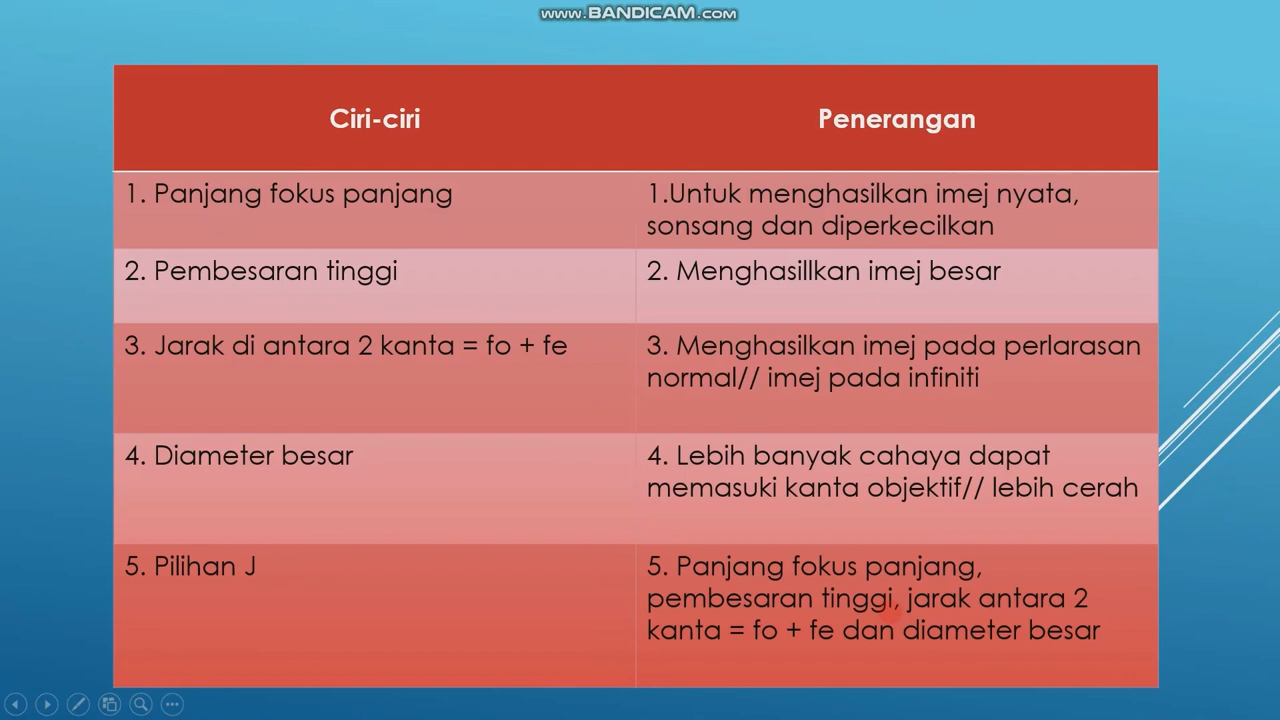 www.BANDICAM.com
Ciri-ciri
Penerangan
1. Panjang fokus panjang
1.Untuk menghasilkan imej nyata,
sonsang dan diperkecilkan
2. Pembesaran tinggi
2. Menghasillkan imej besar
3. Jarak di antara 2 kanta = fo + fe
3. Menghasilkan imej pada perlarasan
normal// imej pada infiniti
4. Diameter besar
4. Lebih banyak cahaya dapat
memasuki kanta objektif// lebih cerah
5. Pilihan J
5. Panjang fokus panjang,
pembesaran tinggi, jarak antara 2
kanta = fo + fe dan diameter besar